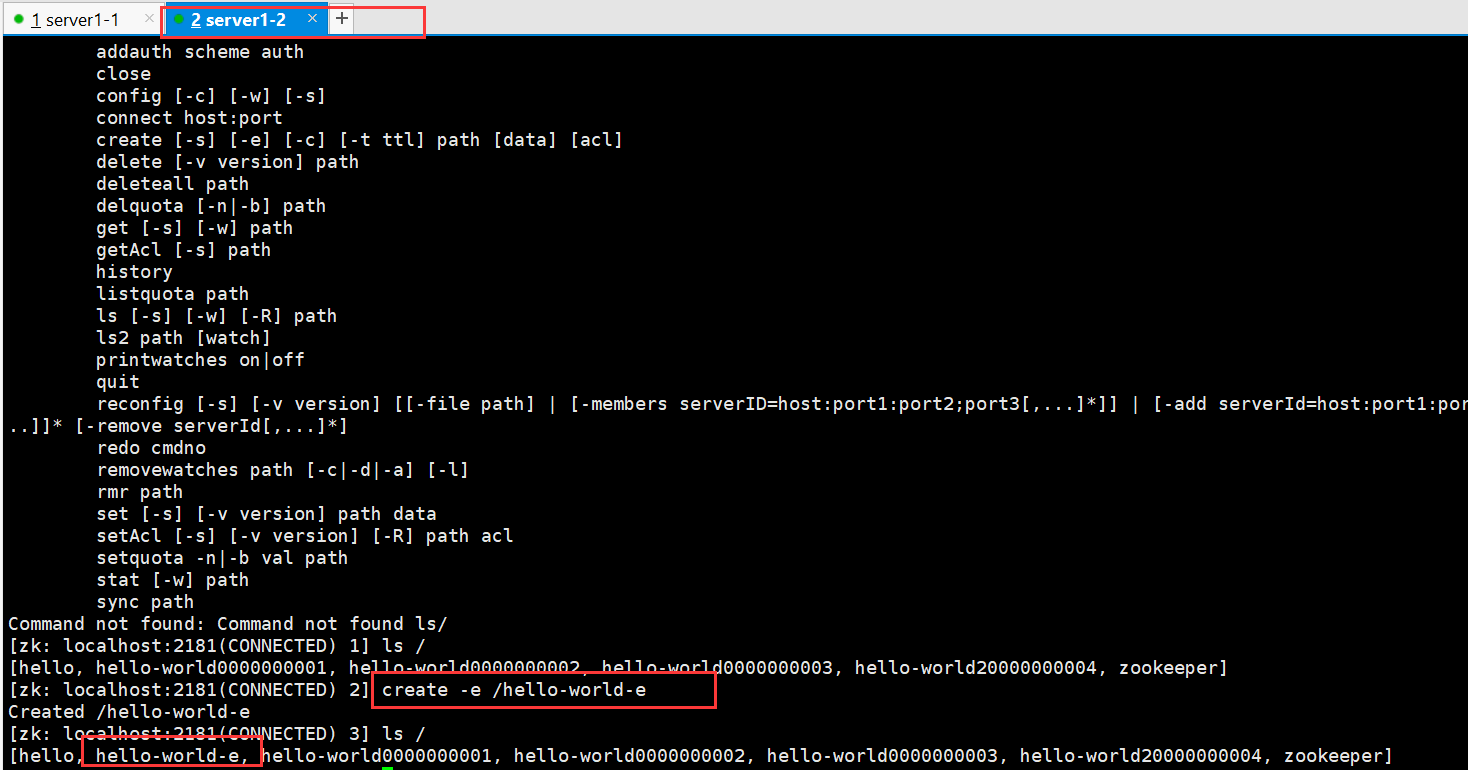 1 server1-1 × 2 server1-2 × +
addauth scheme auth
close
config [-c] [-w] [-s]
connect host:port
create [-s] [-e] [-c] [-t ttl] path [data] [acl]
delete [-v version] path
deleteall path
delquota [-n|-b] path
get [-s] [-w] path
getAcl [-s] path
history
listquota path
ls [-s] [-w] [-R] path
ls2 path [watch]
printwatches on|off
quit
reconfig [-s] [-v version] [[-file path] | [-members serverID=host:port1:port2;port3[,...]*]] | [-add serverId=host:port1:por
..]]* [-remove serverId[,...]*]
redo cmdno
removewatches path [-c|-d|-a] [-l]
rmr path
set [-s] [-v version] path data
setAcl [-s] [-v version] [-R] path acl
setquota -n|-b val path
stat [-w] path
sync path
Command not found: Command not found ls/
[zk: localhost:2181(CONNECTED) 1] ls /
[hello, hello-world0000000001, hello-world0000000002, hello-world0000000003, hello-world20000000004, zookeeper]
[zk: localhost:2181(CONNECTED) 2] create -e /hello-world-e
Created /hello-world-e
[zk: localhost:2181(CONNECTED) 3] ls /
[hello, hello-world-e, hello-world0000000001, hello-world0000000002, hello-world0000000003, hello-world20000000004, zookeeper]